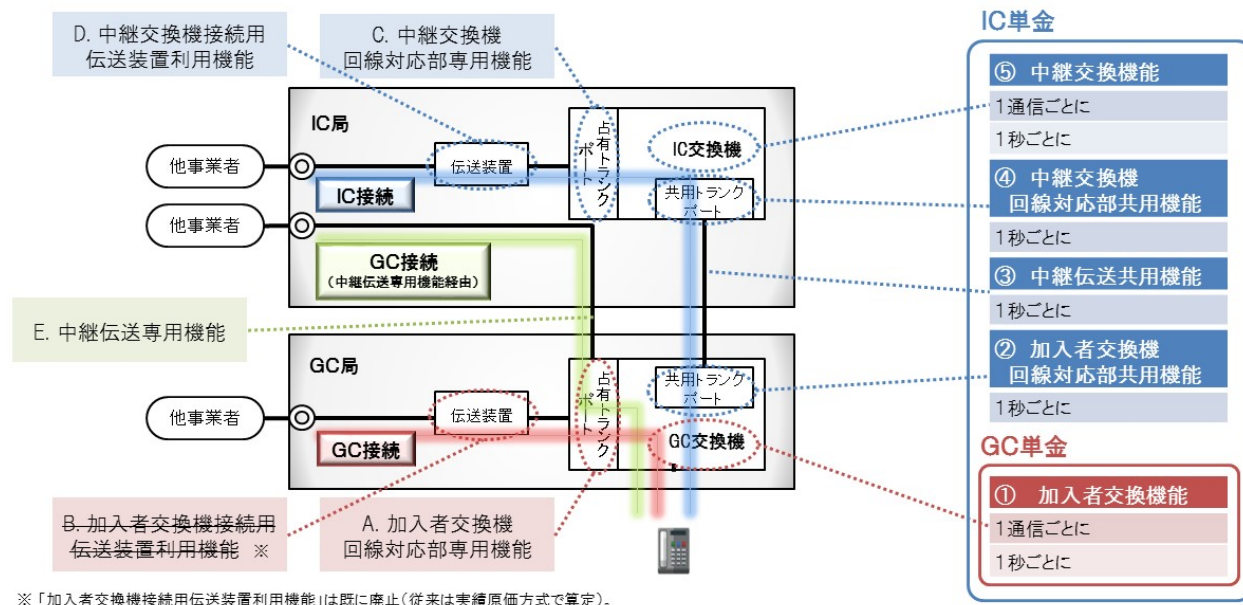 D. 中継交換機接続用
伝送装置利用機能
C. 中継交換機
回線対応部専用機能
IC局
他事業者
伝送装置
占有トランク
ポート
IC交換機
共用トランク
ポート
IC接続
他事業者
GC接続
(中継伝送専用機能経由)
E. 中継伝送専用機能
GC局
他事業者
伝送装置
占有トランク
ポート
共用トランク
ポート
GC交換機
GC接続
B. 加入者交換機接続用
伝送装置利用機能 ※
A. 加入者交換機
回線対応部専用機能
IC単金
⑤ 中継交換機能
1通信ごとに
1秒ごとに
④ 中継交換機
回線対応部共用機能
1秒ごとに
③ 中継伝送共用機能
1秒ごとに
② 加入者交換機
回線対応部共用機能
1秒ごとに
GC単金
① 加入者交換機能
1通信ごとに
1秒ごとに
※ 「加入者交換機接続用伝送装置利用機能」は既に廃止(従来は実績原価方式で算定)。